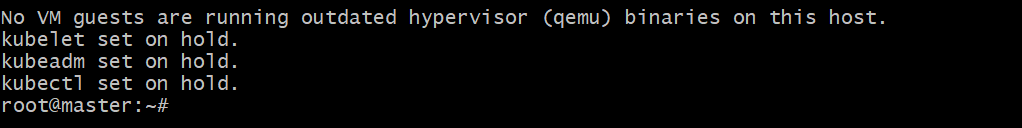 No VM guests are running outdated hypervisor (qemu) binaries on this host.
kubelet set on hold.
kubeadm set on hold.
kubectl set on hold.
root@master:~#